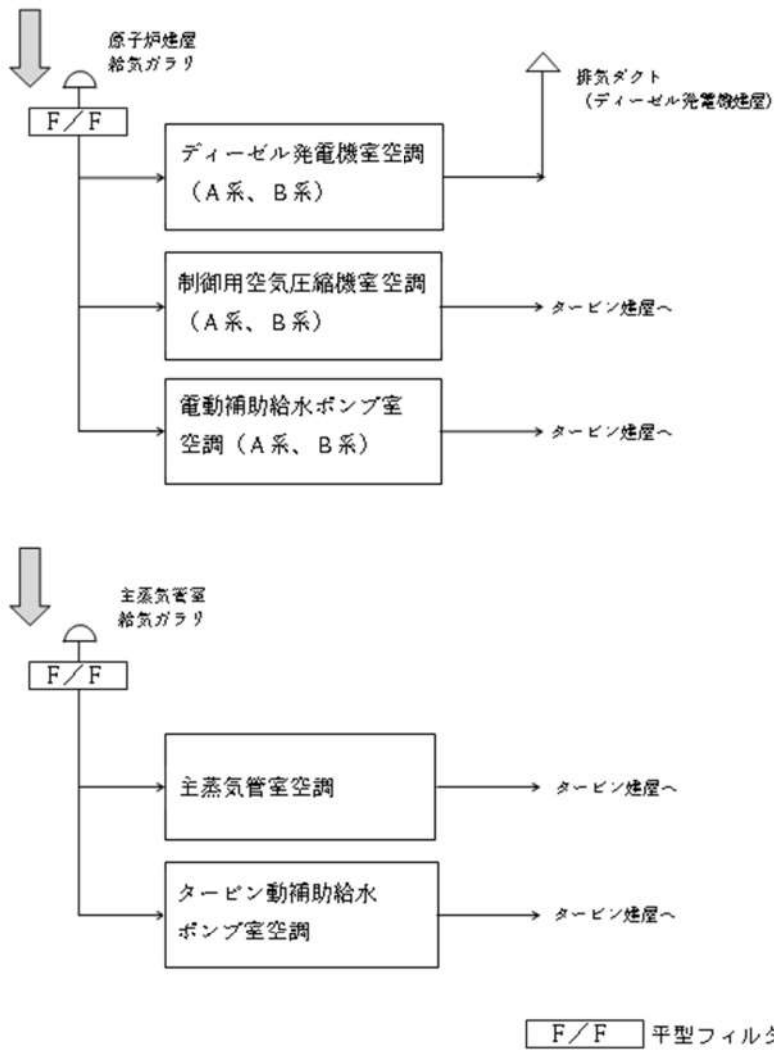 原子炉建屋
給気ガラリ
F/F
排気ダクト
(ディーゼル発電機建屋)
ディーゼル発電機室空調
(A系、B系)
制御用空気圧縮機室空調
(A系、B系)
タービン建屋へ
電動補助給水ポンプ室
空調(A系、B系)
タービン建屋へ
主蒸気管室
給気ガラリ
F/F
主蒸気管室空調
タービン建屋へ
タービン動補助給水
ポンプ室空調
タービン建屋へ
F/F 平型フィルタ